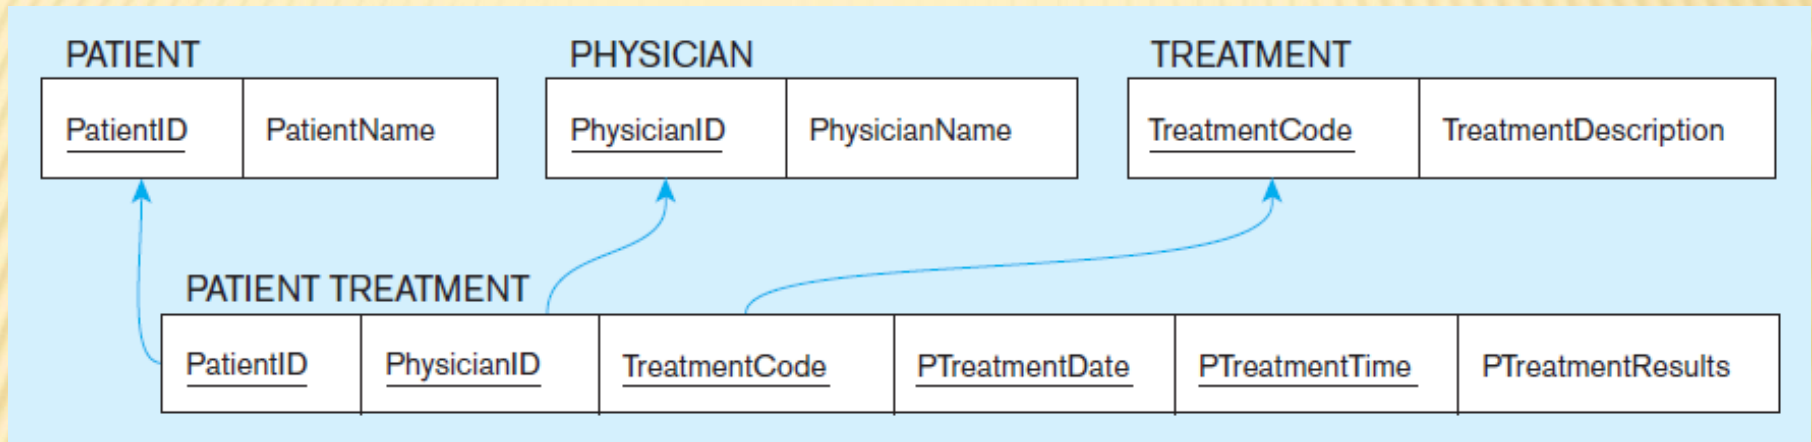 PATIENT PHYSICIAN TREATMENT
PatientID PatientName PhysicianID PhysicianName TreatmentCode TreatmentDescription
PATIENT TREATMENT
PatientID PhysicianID TreatmentCode PTreatmentDate PTreatmentTime PTreatmentResults